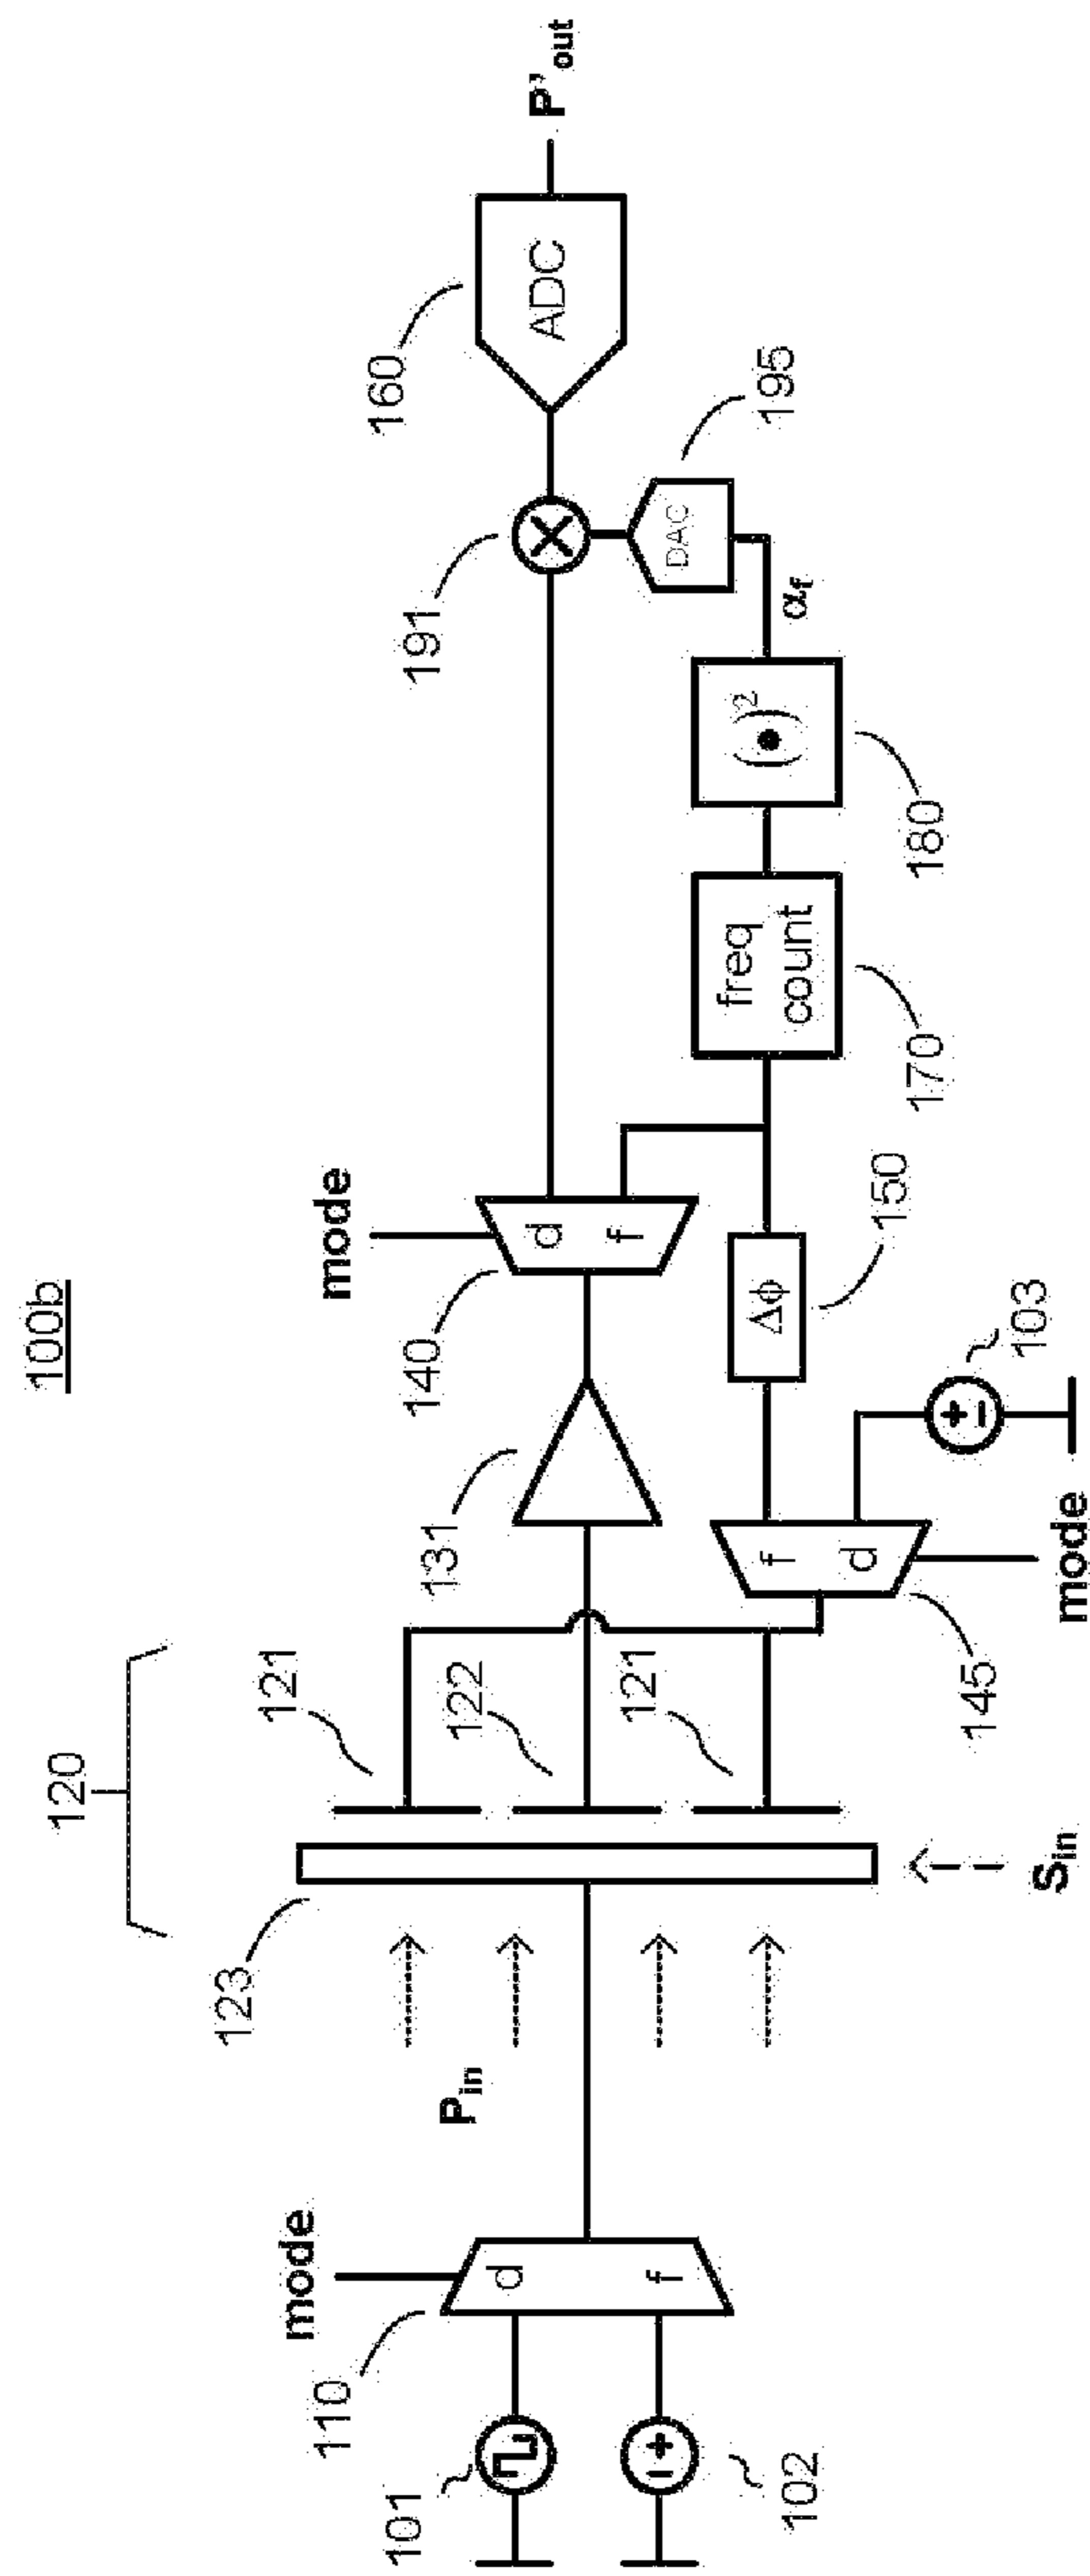 100b
120
123
121
122
121
131
mode
140
d
f
191
160
ADC
P'out
mode
110
d
f
101
102
Pin
Sin
f
d
145
mode
103
Δϕ
150
freq
count
170
(•)²
180
αf
DAC
195